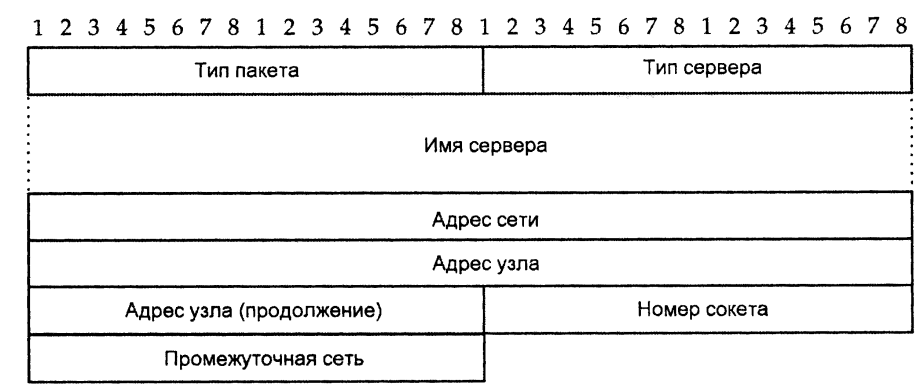 1 2 3 4 5 6 7 8 1 2 3 4 5 6 7 8 1 2 3 4 5 6 7 8 1 2 3 4 5 6 7 8
Тип пакета Тип сервера
Имя сервера
Адрес сети
Адрес узла
Адрес узла (продолжение) Номер сокета
Промежуточная сеть